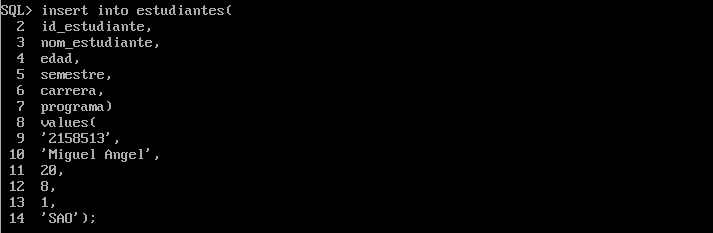 SQL> insert into estudiantes(
2 id_estudiante,
3 nom_estudiante,
4 edad,
5 semestre,
6 carrera,
7 programa)
8 values(
9 '2158513',
10 'Miguel Angel',
11 20,
12 8,
13 1,
14 'SAO');